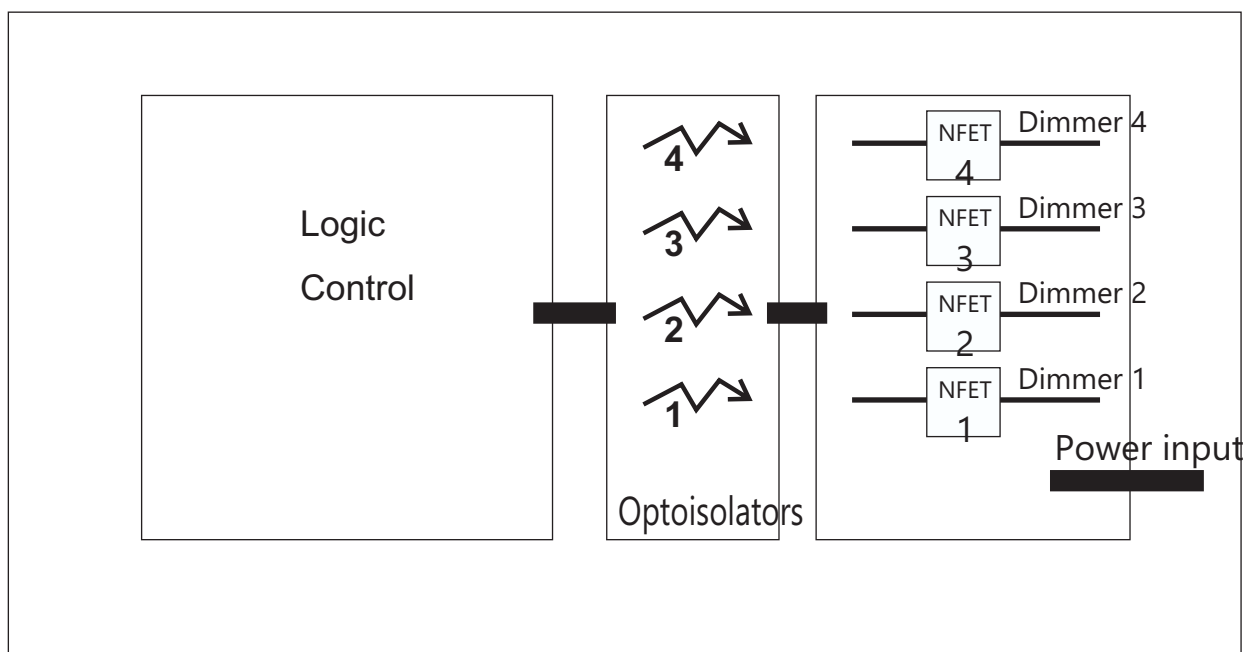 Logic
Control
4
3
2
1
Optoisolators
NFET
4
Dimmer 4
NFET
3
Dimmer 3
NFET
2
Dimmer 2
NFET
1
Dimmer 1
Power input